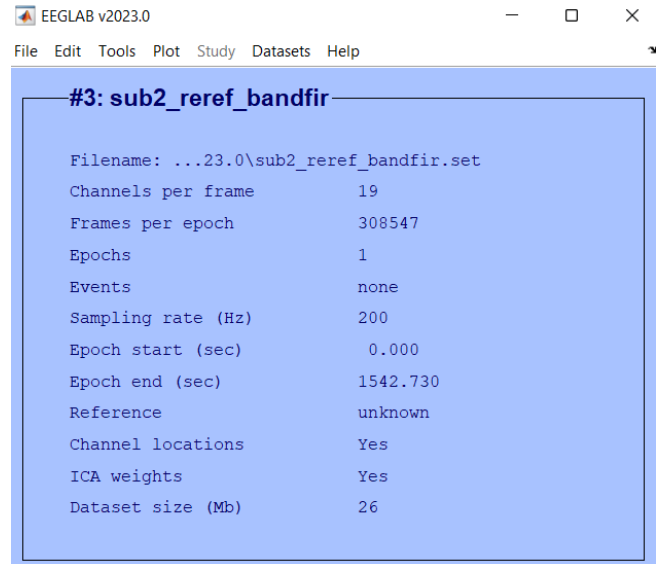 EEGLAB v2023.0
File Edit Tools Plot Study Datasets Help
#3: sub2_reref_bandfir
Filename: ...23.0\sub2_reref_bandfir.set
Channels per frame 19
Frames per epoch 308547
Epochs 1
Events none
Sampling rate (Hz) 200
Epoch start (sec) 0.000
Epoch end (sec) 1542.730
Reference unknown
Channel locations Yes
ICA weights Yes
Dataset size (Mb) 26